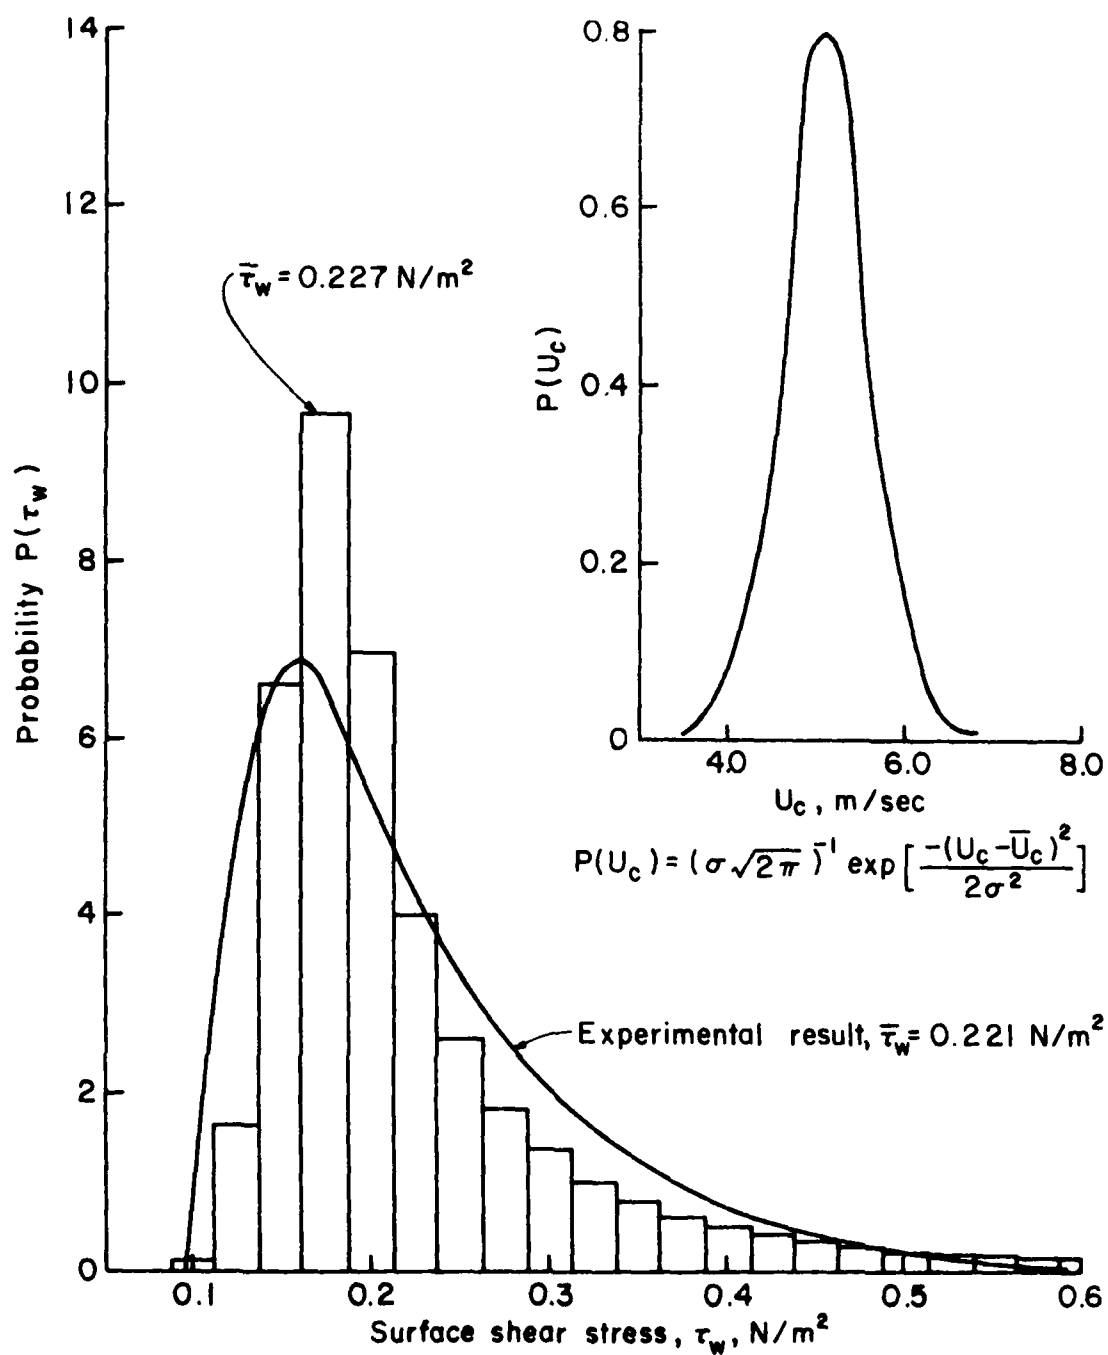 14
12
10
8
6
4
2
0
Probability P(τw)
τ̄w = 0.227 N/m²
0.1 0.2 0.3 0.4 0.5 0.6
Surface shear stress, τw, N/m²
0.8
0.6
0.4
0.2
0
P(Uc)
4.0 6.0 8.0
Uc, m/sec
P(Uc) = (σ√2π)⁻¹ exp[-(Uc-Ūc)²/2σ²]
Experimental result, τ̄w= 0.221 N/m²